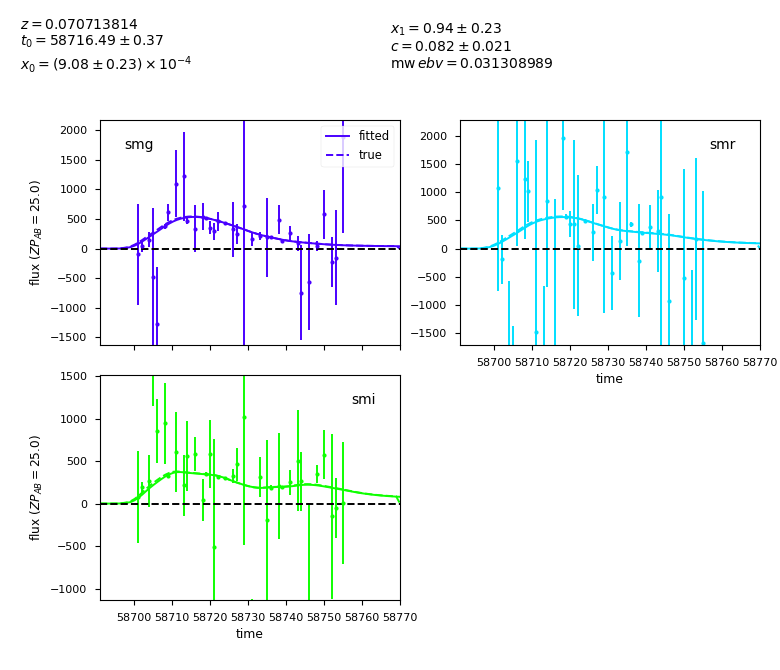 z = 0.070713814
t₀ = 58716.49 ± 0.37
x₀ = (9.08 ± 0.23) × 10⁻⁴
x₁ = 0.94 ± 0.23
c = 0.082 ± 0.021
mwebv = 0.031308989
smg
fitted
true
2000
1500
1000
500
0
−500
−1000
−1500
flux (ZP_AB = 25.0)
smr
2000
1500
1000
500
0
−500
−1000
−1500
58700 58710 58720 58730 58740 58750 58760 58770
time
smi
1500
1000
500
0
−500
−1000
flux (ZP_AB = 25.0)
58700 58710 58720 58730 58740 58750 58760 58770
time